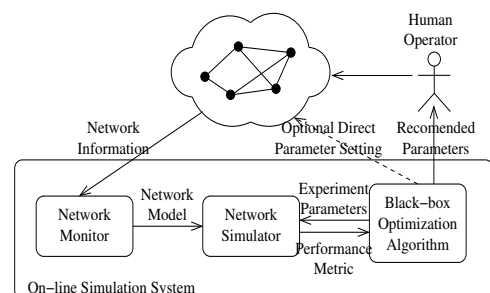 Human
Operator
Network
Information
Optional Direct
Parameter Setting
Recomended
Parameters
Network
Monitor
Network
Model
Network
Simulator
Experiment
Parameters
Performance
Metric
Black-box
Optimization
Algorithm
On-line Simulation System